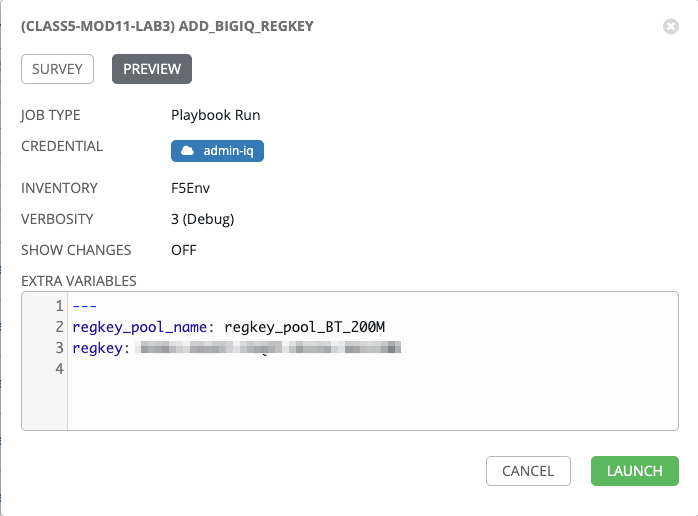 (CLASS5-MOD11-LAB3) ADD_BIGIQ_REGKEY
SURVEY PREVIEW
JOB TYPE Playbook Run
CREDENTIAL admin-iq
INVENTORY F5Env
VERBOSITY 3 (Debug)
SHOW CHANGES OFF
EXTRA VARIABLES
1 ---
2 regkey_pool_name: regkey_pool_BT_200M
3 regkey:
4
CANCEL LAUNCH